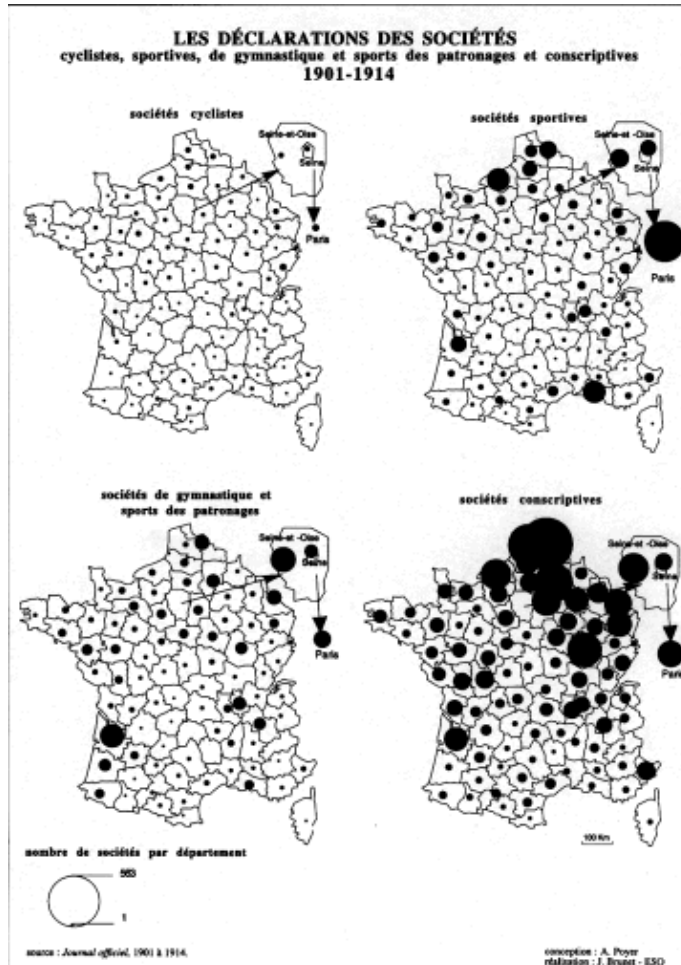 LES DÉCLARATIONS DES SOCIÉTÉS
cyclistes, sportives, de gymnastique et sports des patronages et conscriptives
1901-1914
sociétés cyclistes
Seine-et-Oise
Seine
Paris
sociétés sportives
Seine-et -Oise
Seine
Paris
sociétés de gymnastique et
sports des patronages
Seine-et -Oise
Seine
Paris
sociétés conscriptives
Seine-et -Oise
Seine
Paris
100 Km
nombre de sociétés par département
563
1
source : Journal officiel, 1901 à 1914.
conception : A. Poyer
réalisation : J. Brunet - ESO